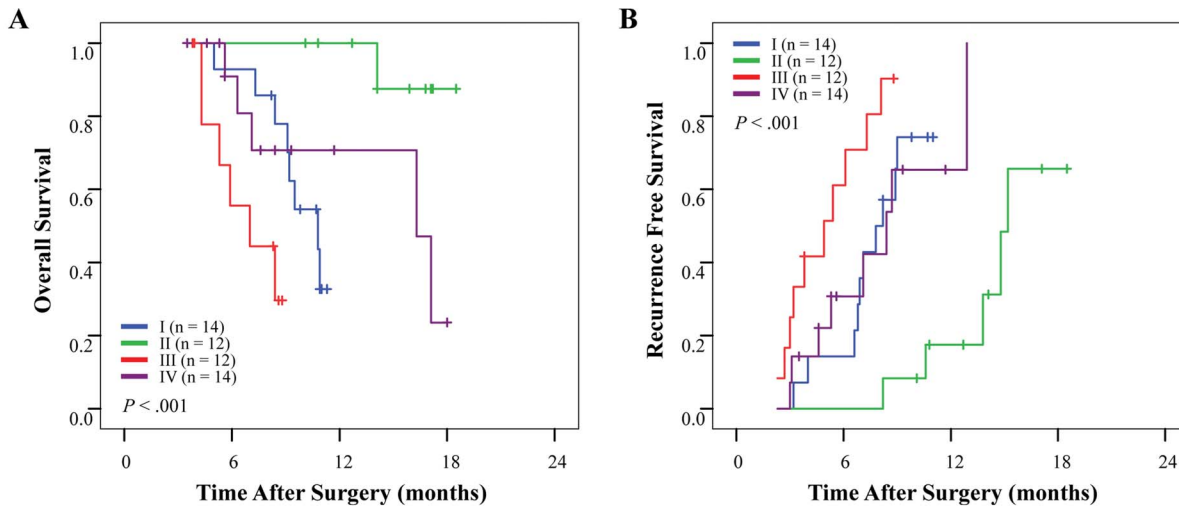 A
Overall Survival
1.0
0.8
0.6
0.4
0.2
0.0
I (n = 14)
II (n = 12)
III (n = 12)
IV (n = 14)
P < .001
0 6 12 18 24
Time After Surgery (months)
B
Recurrence Free Survival
1.0
0.8
0.6
0.4
0.2
0.0
I (n = 14)
II (n = 12)
III (n = 12)
IV (n = 14)
P < .001
0 6 12 18 24
Time After Surgery (months)